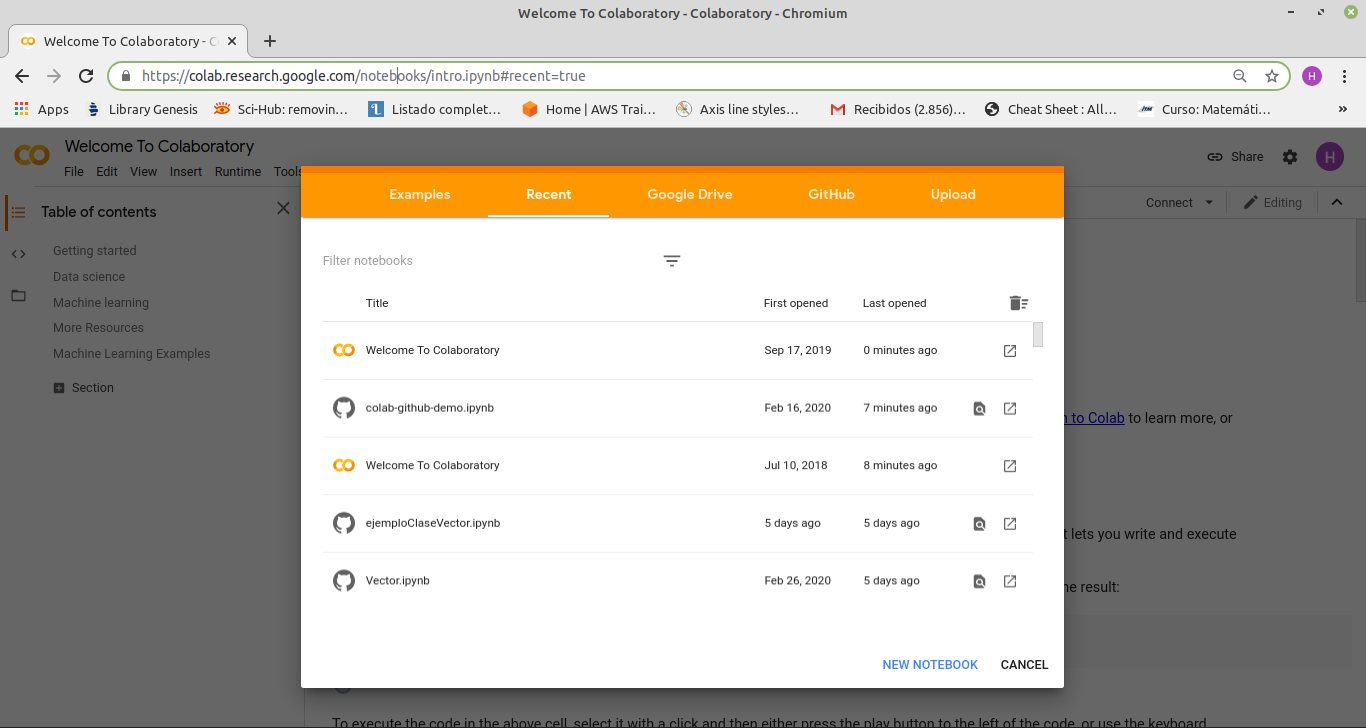 Welcome To Colaboratory - Colaboratory - Chromium
Welcome To Colaboratory - C
https://colab.research.google.com/notebooks/intro.ipynb#recent=true
H
Apps Library Genesis Sci-Hub: removin... Listado complet... Home | AWS Trai... Axis line styles... Recibidos (2.856)... Cheat Sheet : All... Curso: Matemáti... »
Welcome To Colaboratory
File Edit View Insert Runtime Tools
Share H
Connect Editing
Table of contents
Getting started
Data science
Machine learning
More Resources
Machine Learning Examples
Section
Examples Recent Google Drive GitHub Upload
Filter notebooks
Title First opened Last opened
Welcome To Colaboratory Sep 17, 2019 0 minutes ago
colab-github-demo.ipynb Feb 16, 2020 7 minutes ago
Welcome To Colaboratory Jul 10, 2018 8 minutes ago
ejemploClaseVector.ipynb 5 days ago 5 days ago
Vector.ipynb Feb 26, 2020 5 days ago
NEW NOTEBOOK CANCEL
to Colab to learn more, or
lets you write and execute
result:
To execute the code in the above cell, select it with a click and then either press the play button to the left of the code, or use the keyboard